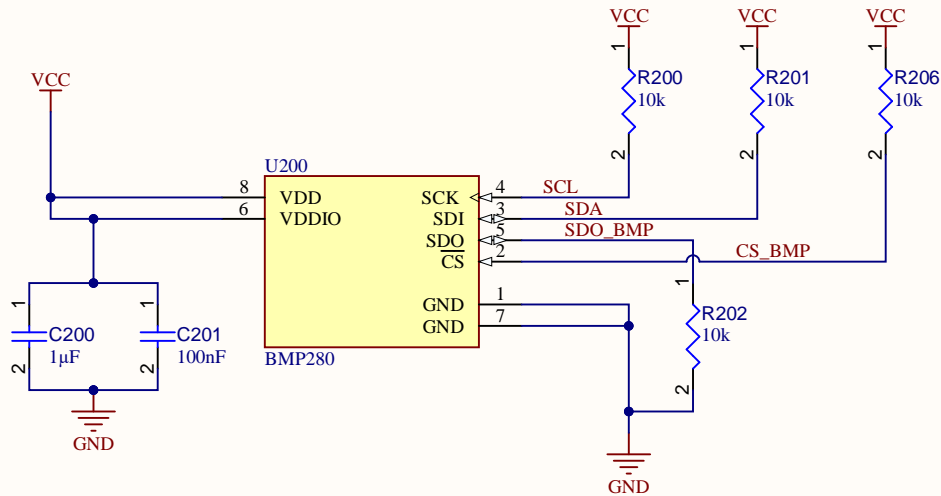 VCC
VCC
VCC
1
1
1
R200
R201
R206
10k
10k
10k
VCC
2
2
2
U200
8
VDD
SCK
4
SCL
6
VDDIO
SDI
3
SDA
SDO
5
SDO_BMP
CS
2
CS_BMP
1
1
GND
1
1
C200
C201
GND
7
R202
1µF
100nF
BMP280
10k
2
2
2
GND
GND